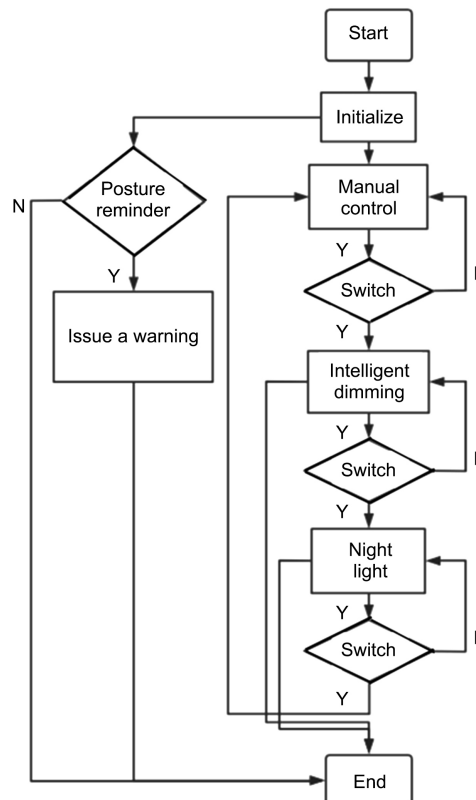 Start
Initialize
Posture
reminder
N
Y
Issue a warning
Manual
control
Y
Switch
Y
Intelligent
dimming
Y
Switch
Y
Night
light
Y
Switch
Y
End